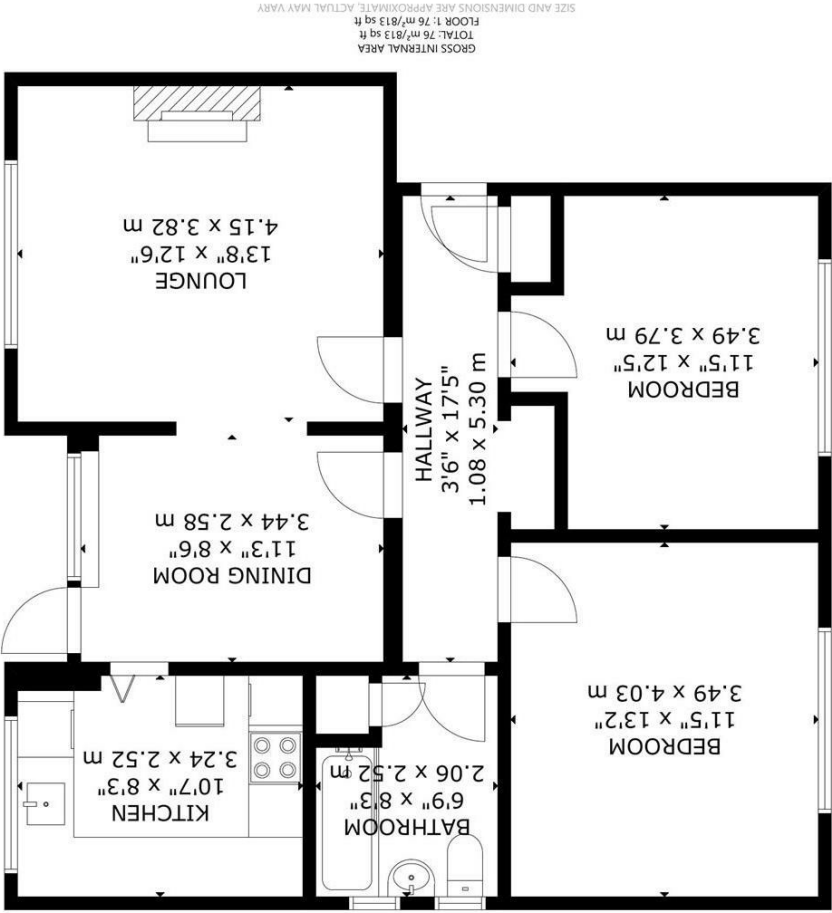 BEDROOM
11'5" x 13'2"
3.49 x 4.03 m
BATHROOM
6'9" x 8'3"
2.06 x 2.52 m
KITCHEN
10'7" x 8'3"
3.24 x 2.52 m
DINING ROOM
11'3" x 8'6"
3.44 x 2.58 m
HALLWAY
3'6" x 17'5"
1.08 x 5.30 m
BEDROOM
11'5" x 12'5"
3.49 x 3.79 m
LOUNGE
13'8" x 12'6"
4.15 x 3.82 m
GROSS INTERNAL AREA
TOTAL: 76 m²/813 sq ft
FLOOR 1: 76 m²/813 sq ft
SIZE AND DIMENSIONS ARE APPROXIMATE, ACTUAL MAY VARY